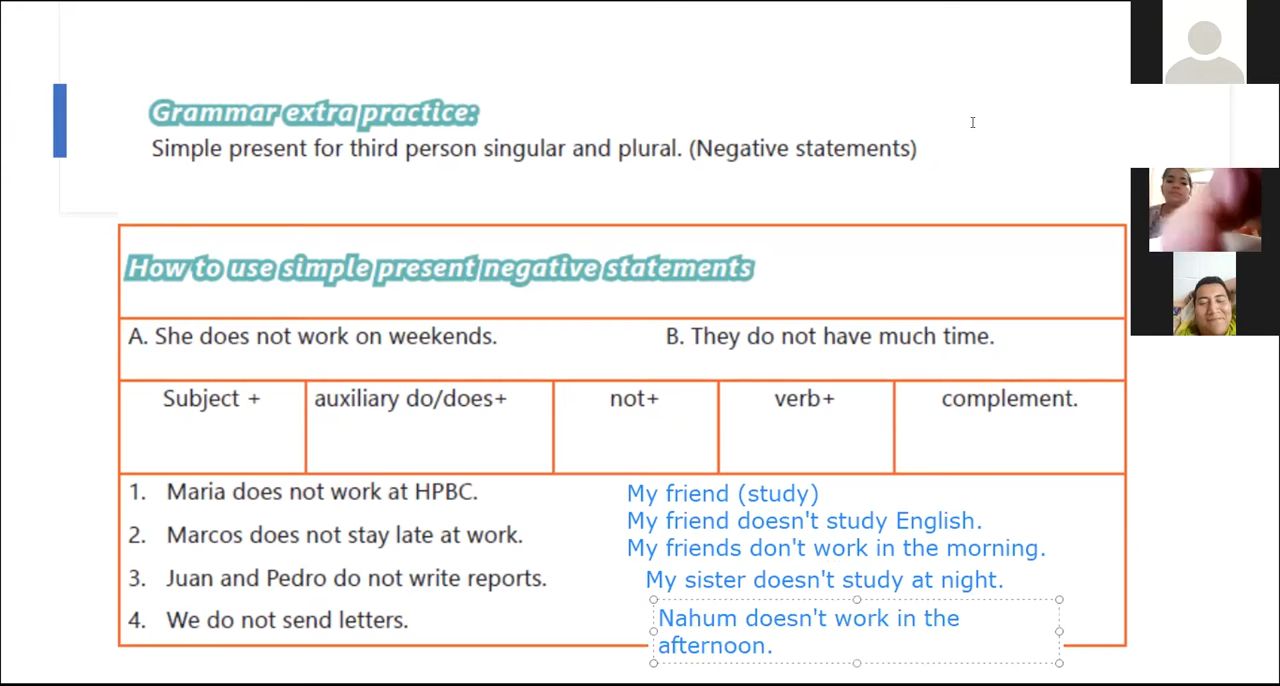 Grammar extra practice:
Simple present for third person singular and plural. (Negative statements)
How to use simple present negative statements
A. She does not work on weekends.
B. They do not have much time.
Subject +
auxiliary do/does+
not+
verb+
complement.
1. Maria does not work at HPBC.
2. Marcos does not stay late at work.
3. Juan and Pedro do not write reports.
4. We do not send letters.
My friend (study)
My friend doesn't study English.
My friends don't work in the morning.
My sister doesn't study at night.
Nahum doesn't work in the
afternoon.